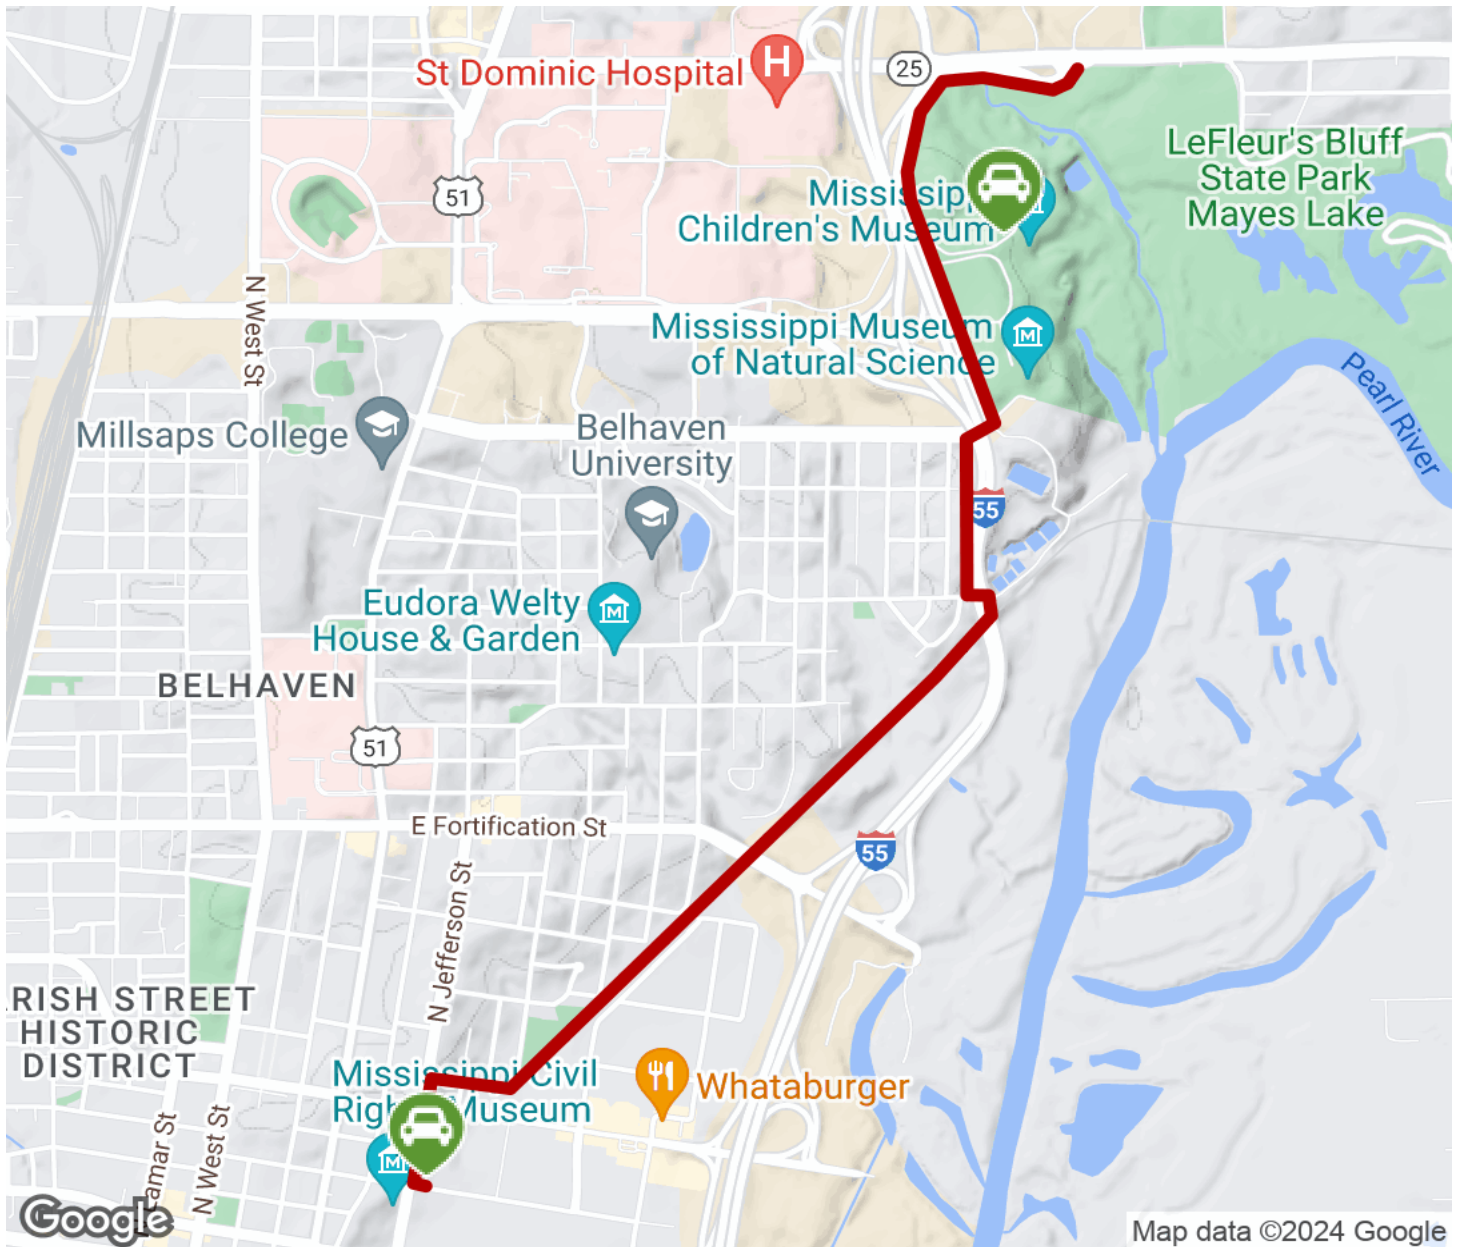 St Dominic Hospital
H
25
LeFleur's Bluff
State Park
Mayes Lake
51
Mississippi
Children's Museum
N West St
Mississippi Museum
of Natural Science
Pearl River
Millsaps College
Belhaven
University
55
Eudora Welty
House & Garden
BELHAVEN
51
E Fortification St
55
N Jefferson St
RISH STREET
HISTORIC
DISTRICT
Mississippi Civil
Rights Museum
Whataburger
Lamar St
N West St
Google
Map data ©2024 Google